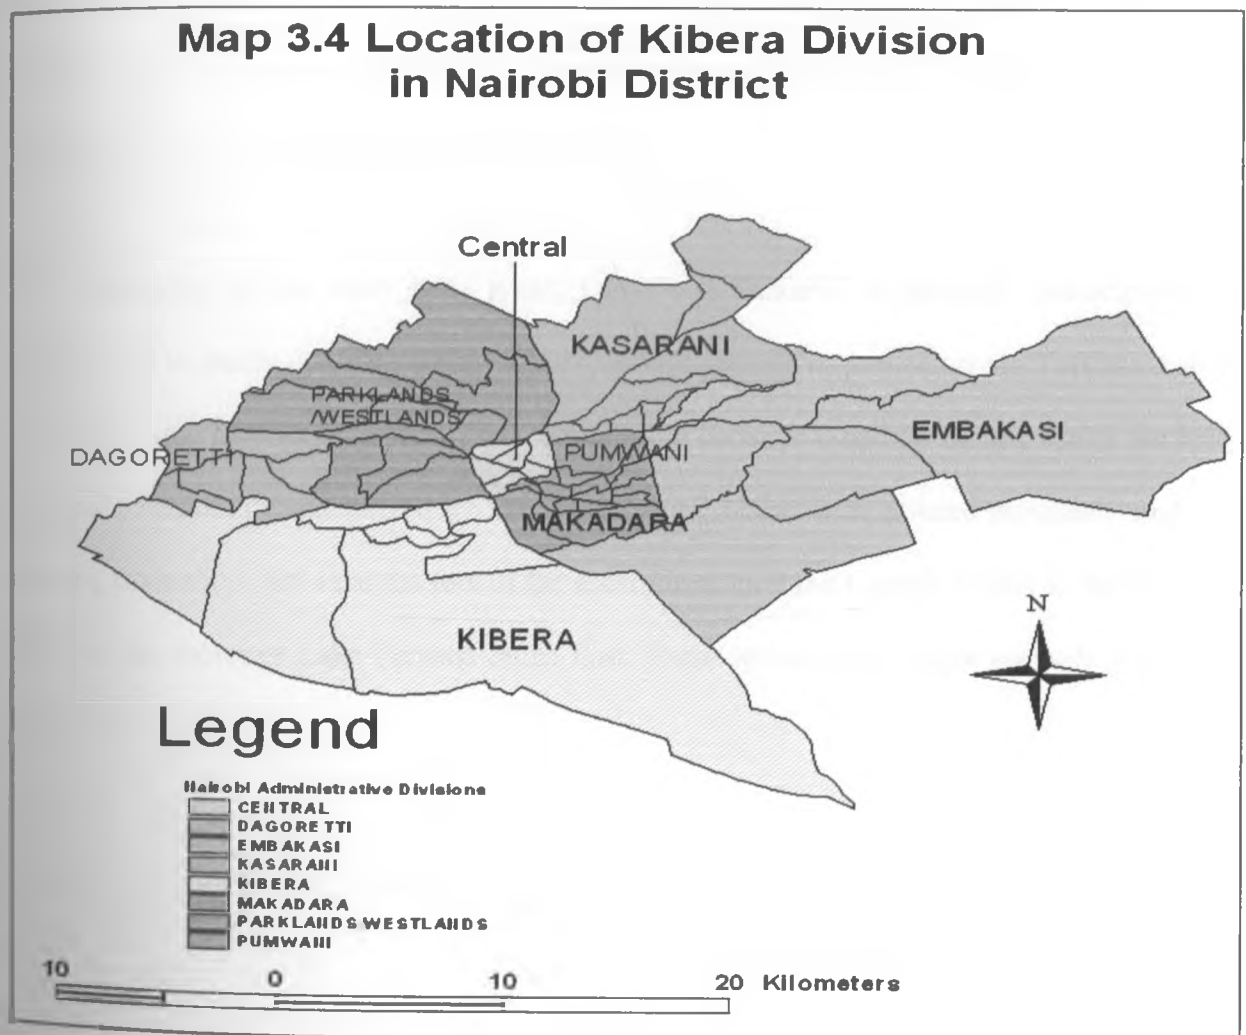 Map 3.4 Location of Kibera Division
in Nairobi District
Central
KASARANI
PARKLANDS
/WESTLANDS
EMBAKASI
DAGORETTI
PUMWANI
MAKADARA
N
KIBERA
Legend
Nairobi Administrative Divisions
CENTRAL
DAGORETTI
EMBAKASI
KASARANI
KIBERA
MAKADARA
PARKLANDS WESTLANDS
PUMWANI
10 0 10 20 Kilometers